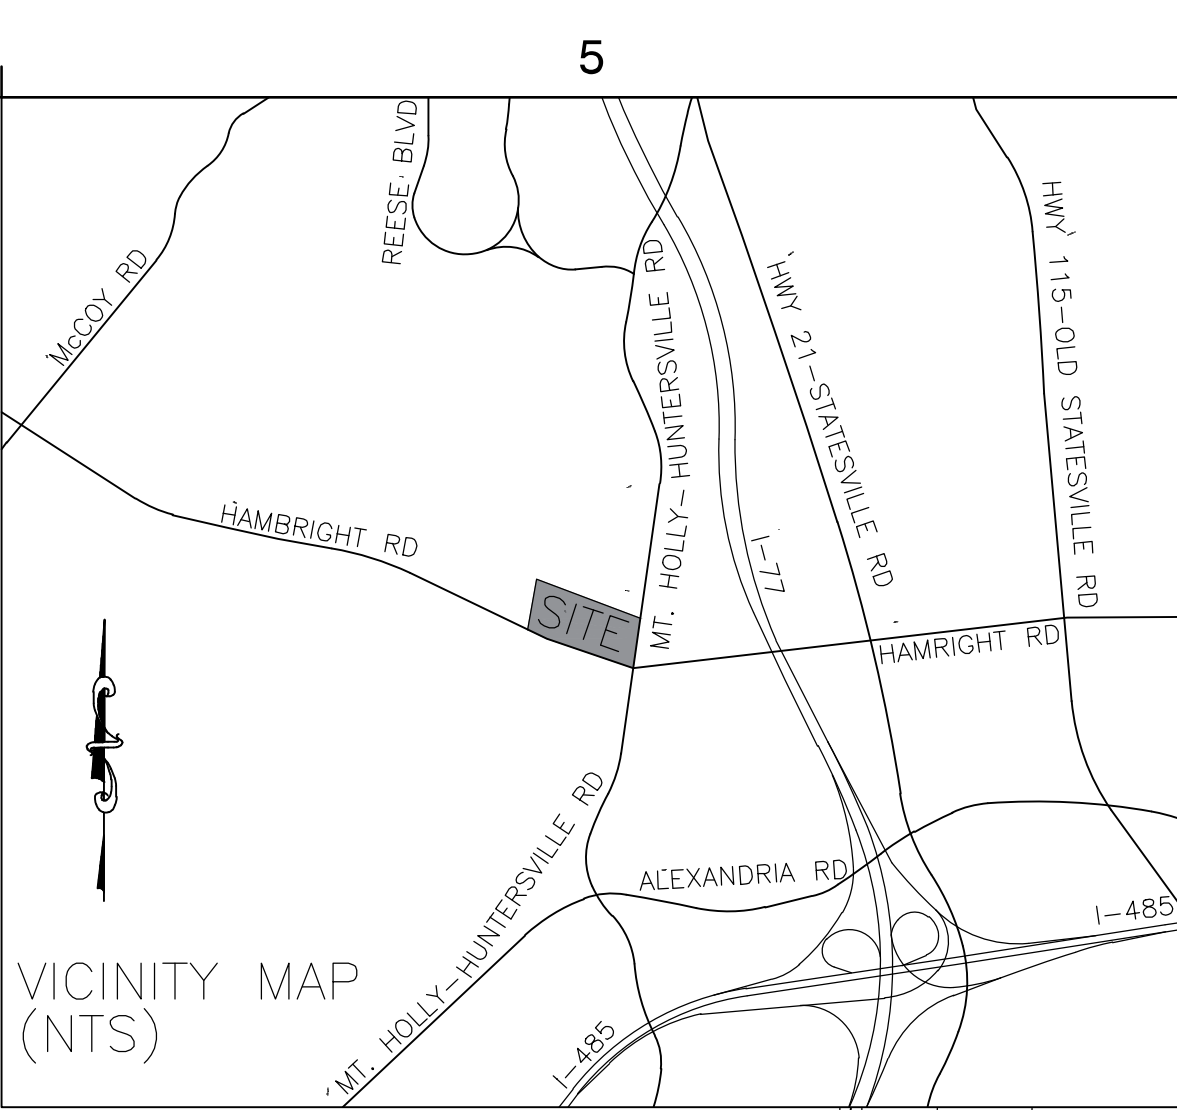 5
REESE BLVD
McCOY RD
MT. HOLLY-HUNTERSVILLE RD
HWY 21-STATESVILLE RD
HWY 115-OLD STATESVILLE RD
HAMBRIGHT RD
I-77
SITE
HAMRIGHT RD
MT. HOLLY-HUNTERSVILLE RD
ALEXANDRIA RD
I-485
VICINITY MAP
(NTS)
I-485